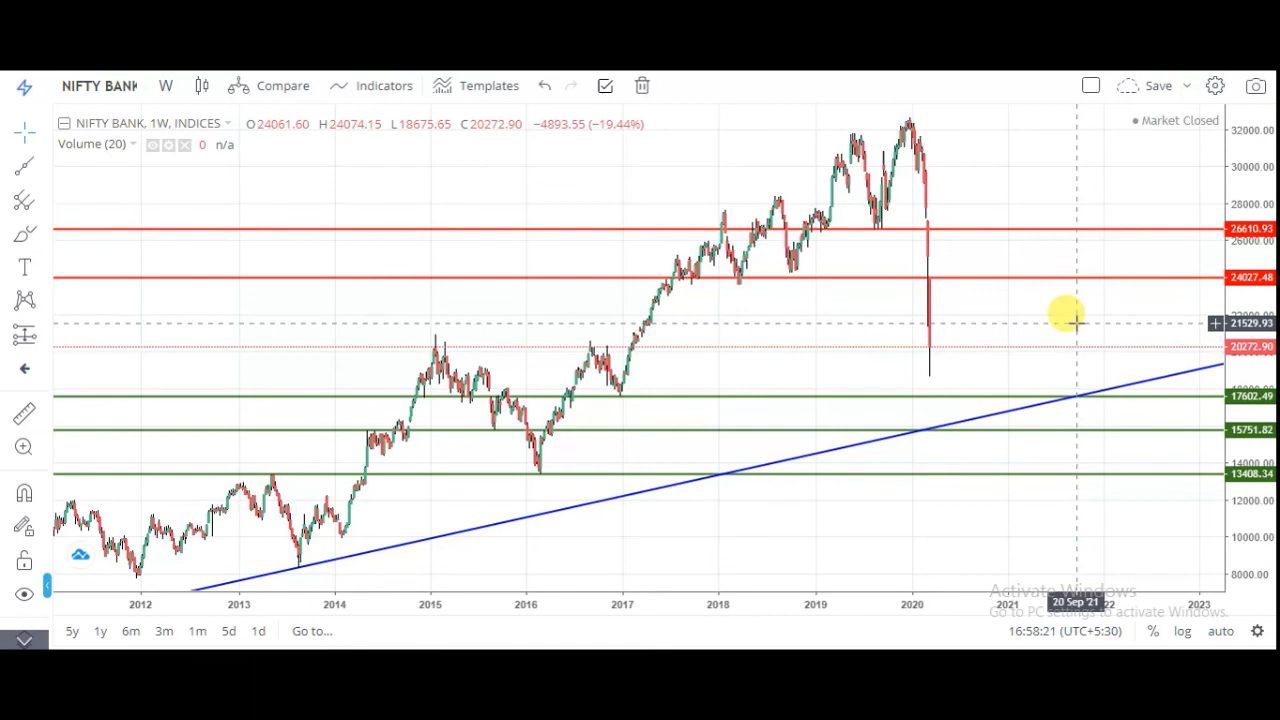 NIFTY BANK W Compare Indicators Templates Save
NIFTY BANK, 1W, INDICES O24061.60 H24074.15 L18675.65 C20272.90 −4893.55 (−19.44%)
Market Closed
Volume (20) 0 n/a
32000.00
30000.00
28000.00
26610.93
26000.00
24027.48
21529.93
20272.90
17602.49
15751.82
14000.00
13408.34
12000.00
10000.00
8000.00
Activate Windows
Go to PC settings to activate Windows.
2012 2013 2014 2015 2016 2017 2018 2019 2020 2021 20 Sep '21 2023
5y 1y 6m 3m 1m 5d 1d Go to... 16:58:21 (UTC+5:30) % log auto